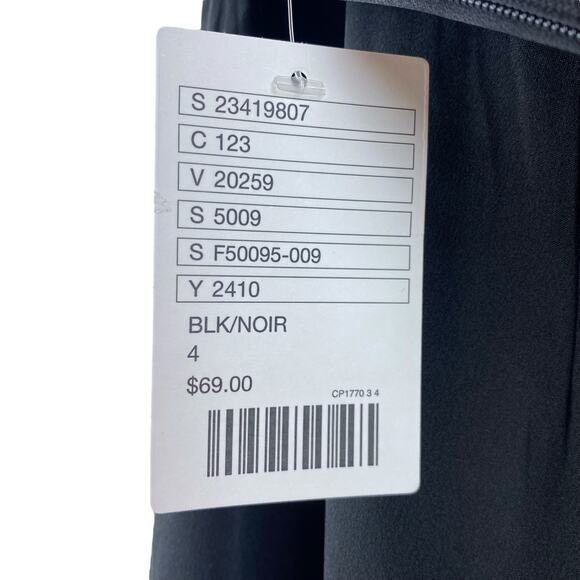 S 23419807
C 123
V 20259
S 5009
S F50095-009
Y 2410
BLK/NOIR
4
$69.00
CP1770 3 4